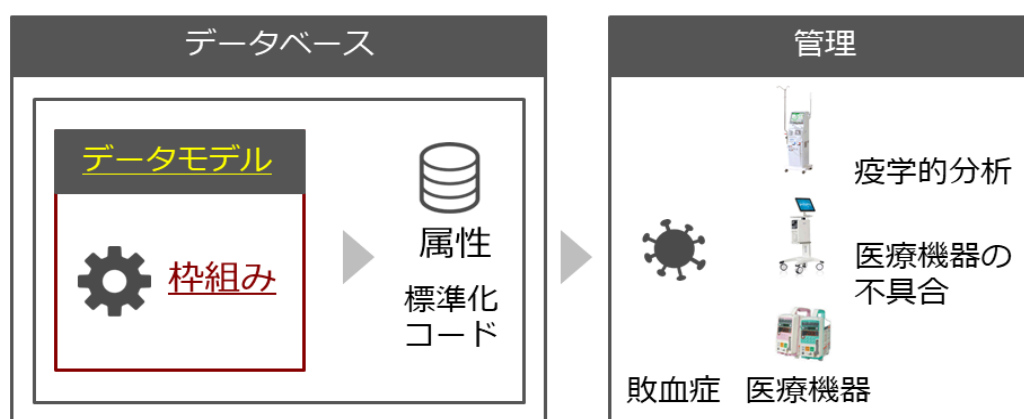 データベース
データモデル
枠組み
属性
標準化
コード
管理
疫学的分析
医療機器の
不具合
敗血症
医療機器